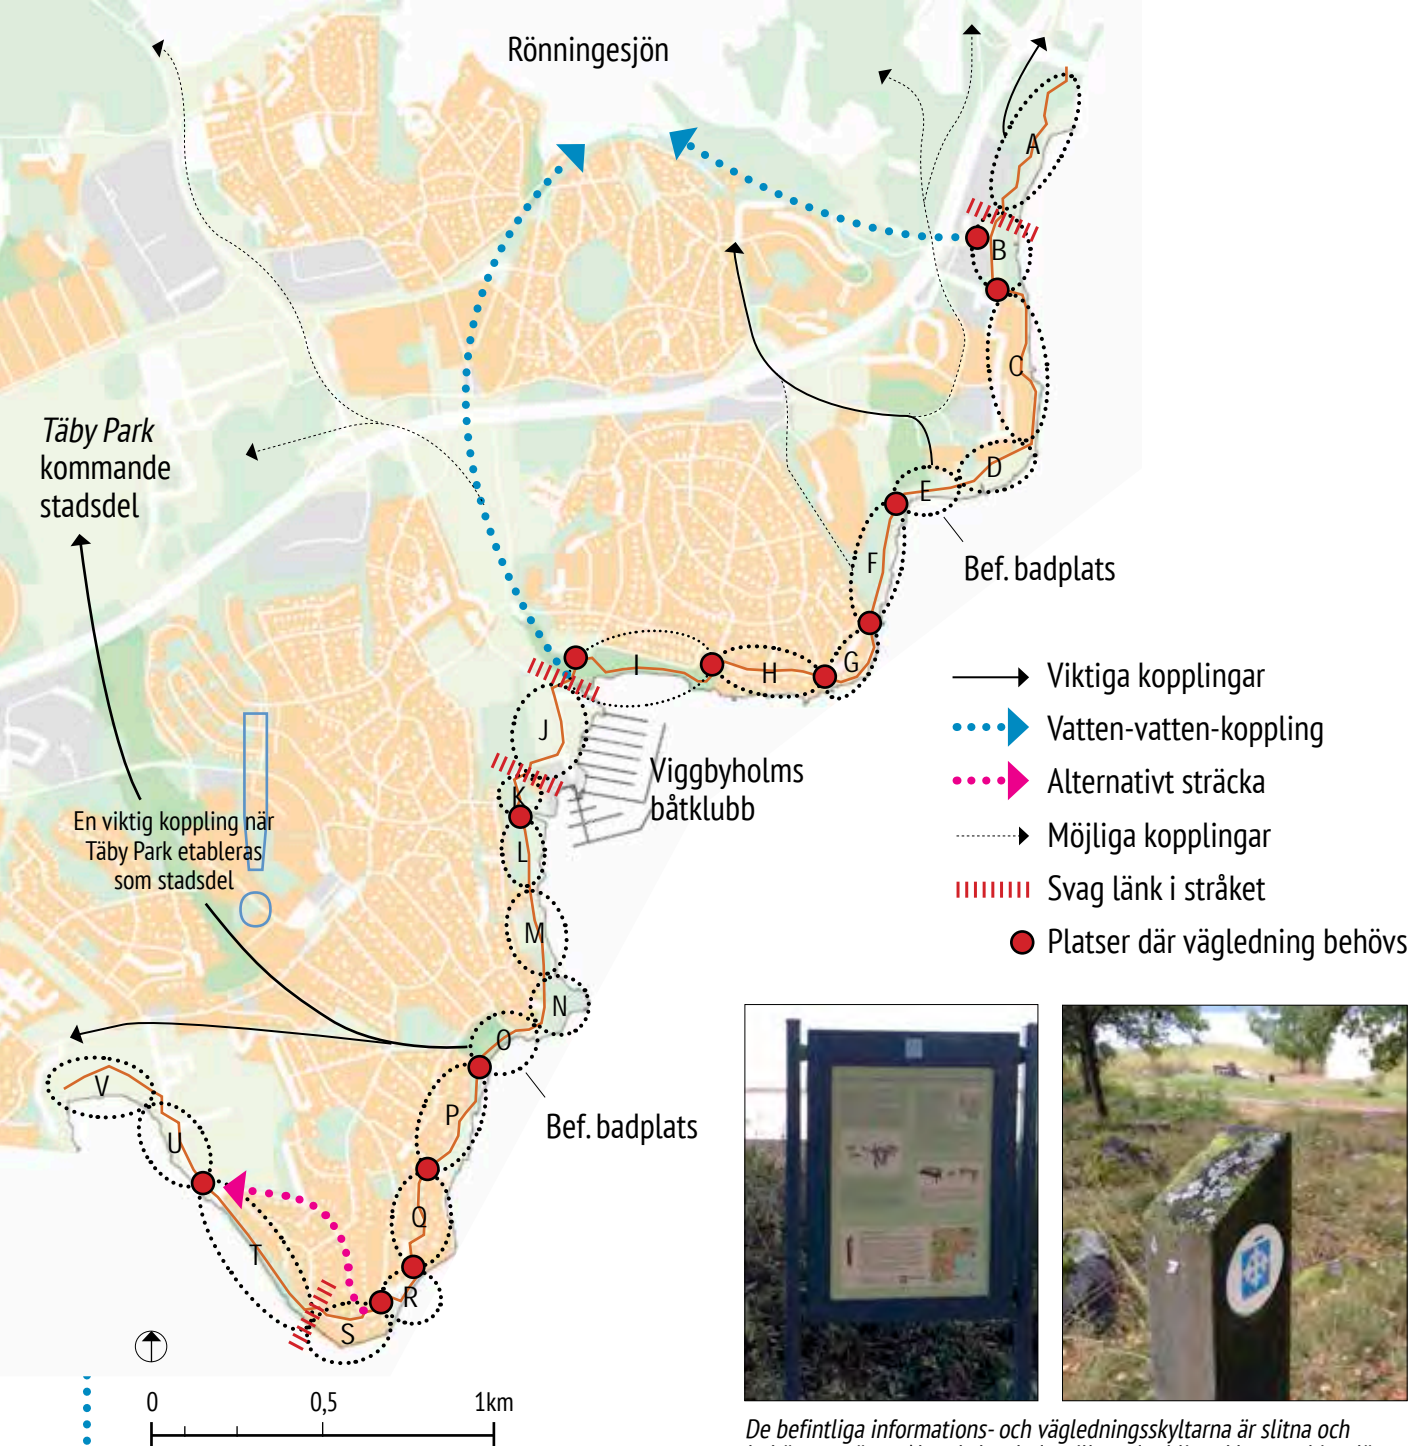 Rönningesjön
A
B
C
D
E
F
G
H
I
J
K
L
M
N
O
P
Q
R
S
T
U
V
Täby Park
kommande
stadsdel
Bef. badplats
Viggbyholms
båtklubb
En viktig koppling när
Täby Park etableras
som stadsdel
Bef. badplats
Viktiga kopplingar
Vatten-vatten-koppling
Alternativt sträcka
Möjliga kopplingar
Svag länk i stråket
Platser där vägledning behövs
!
0 0,5 1km
De befintliga informations- och vägledningsskyltarna är slitna och